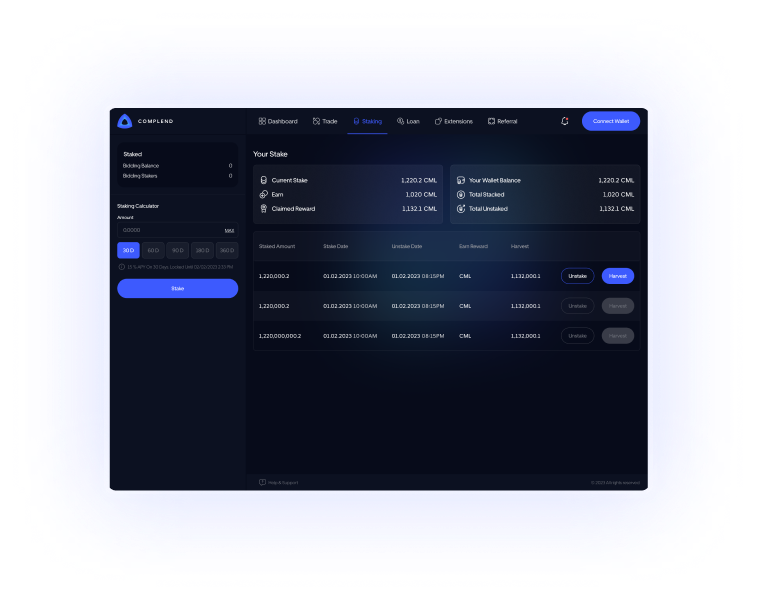 COMPLEND
Dashboard Trade Staking Loan Extensions Referral Connect Wallet
Staked
Bidding Balance 0
Bidding Stakers 0
Staking Calculator
Amount
0.0000 MAX
30 D 60 D 90 D 180 D 360 D
Stake
Your Stake
Current Stake 1,220.2 CML
Earn 1,020 CML
Claimed Reward 1,132.1 CML
Your Wallet Balance 1,220.2 CML
Total Stacked 1,020 CML
Total Unstaked 1,132.1 CML
Staked Amount Stake Date Unstake Date Earn Reward Harvest
1,220,000.2 01.02.2023 10:00AM 01.02.2023 08:15PM CML 1,132,000.1 Unstake Harvest
1,220,000.2 01.02.2023 10:00AM 01.02.2023 08:15PM CML 1,132,000.1 Unstake Harvest
1,220,000,000.2 01.02.2023 10:00AM 01.02.2023 08:15PM CML 1,132,000.1 Unstake Harvest
Help & Support
© 2023 All rights reserved